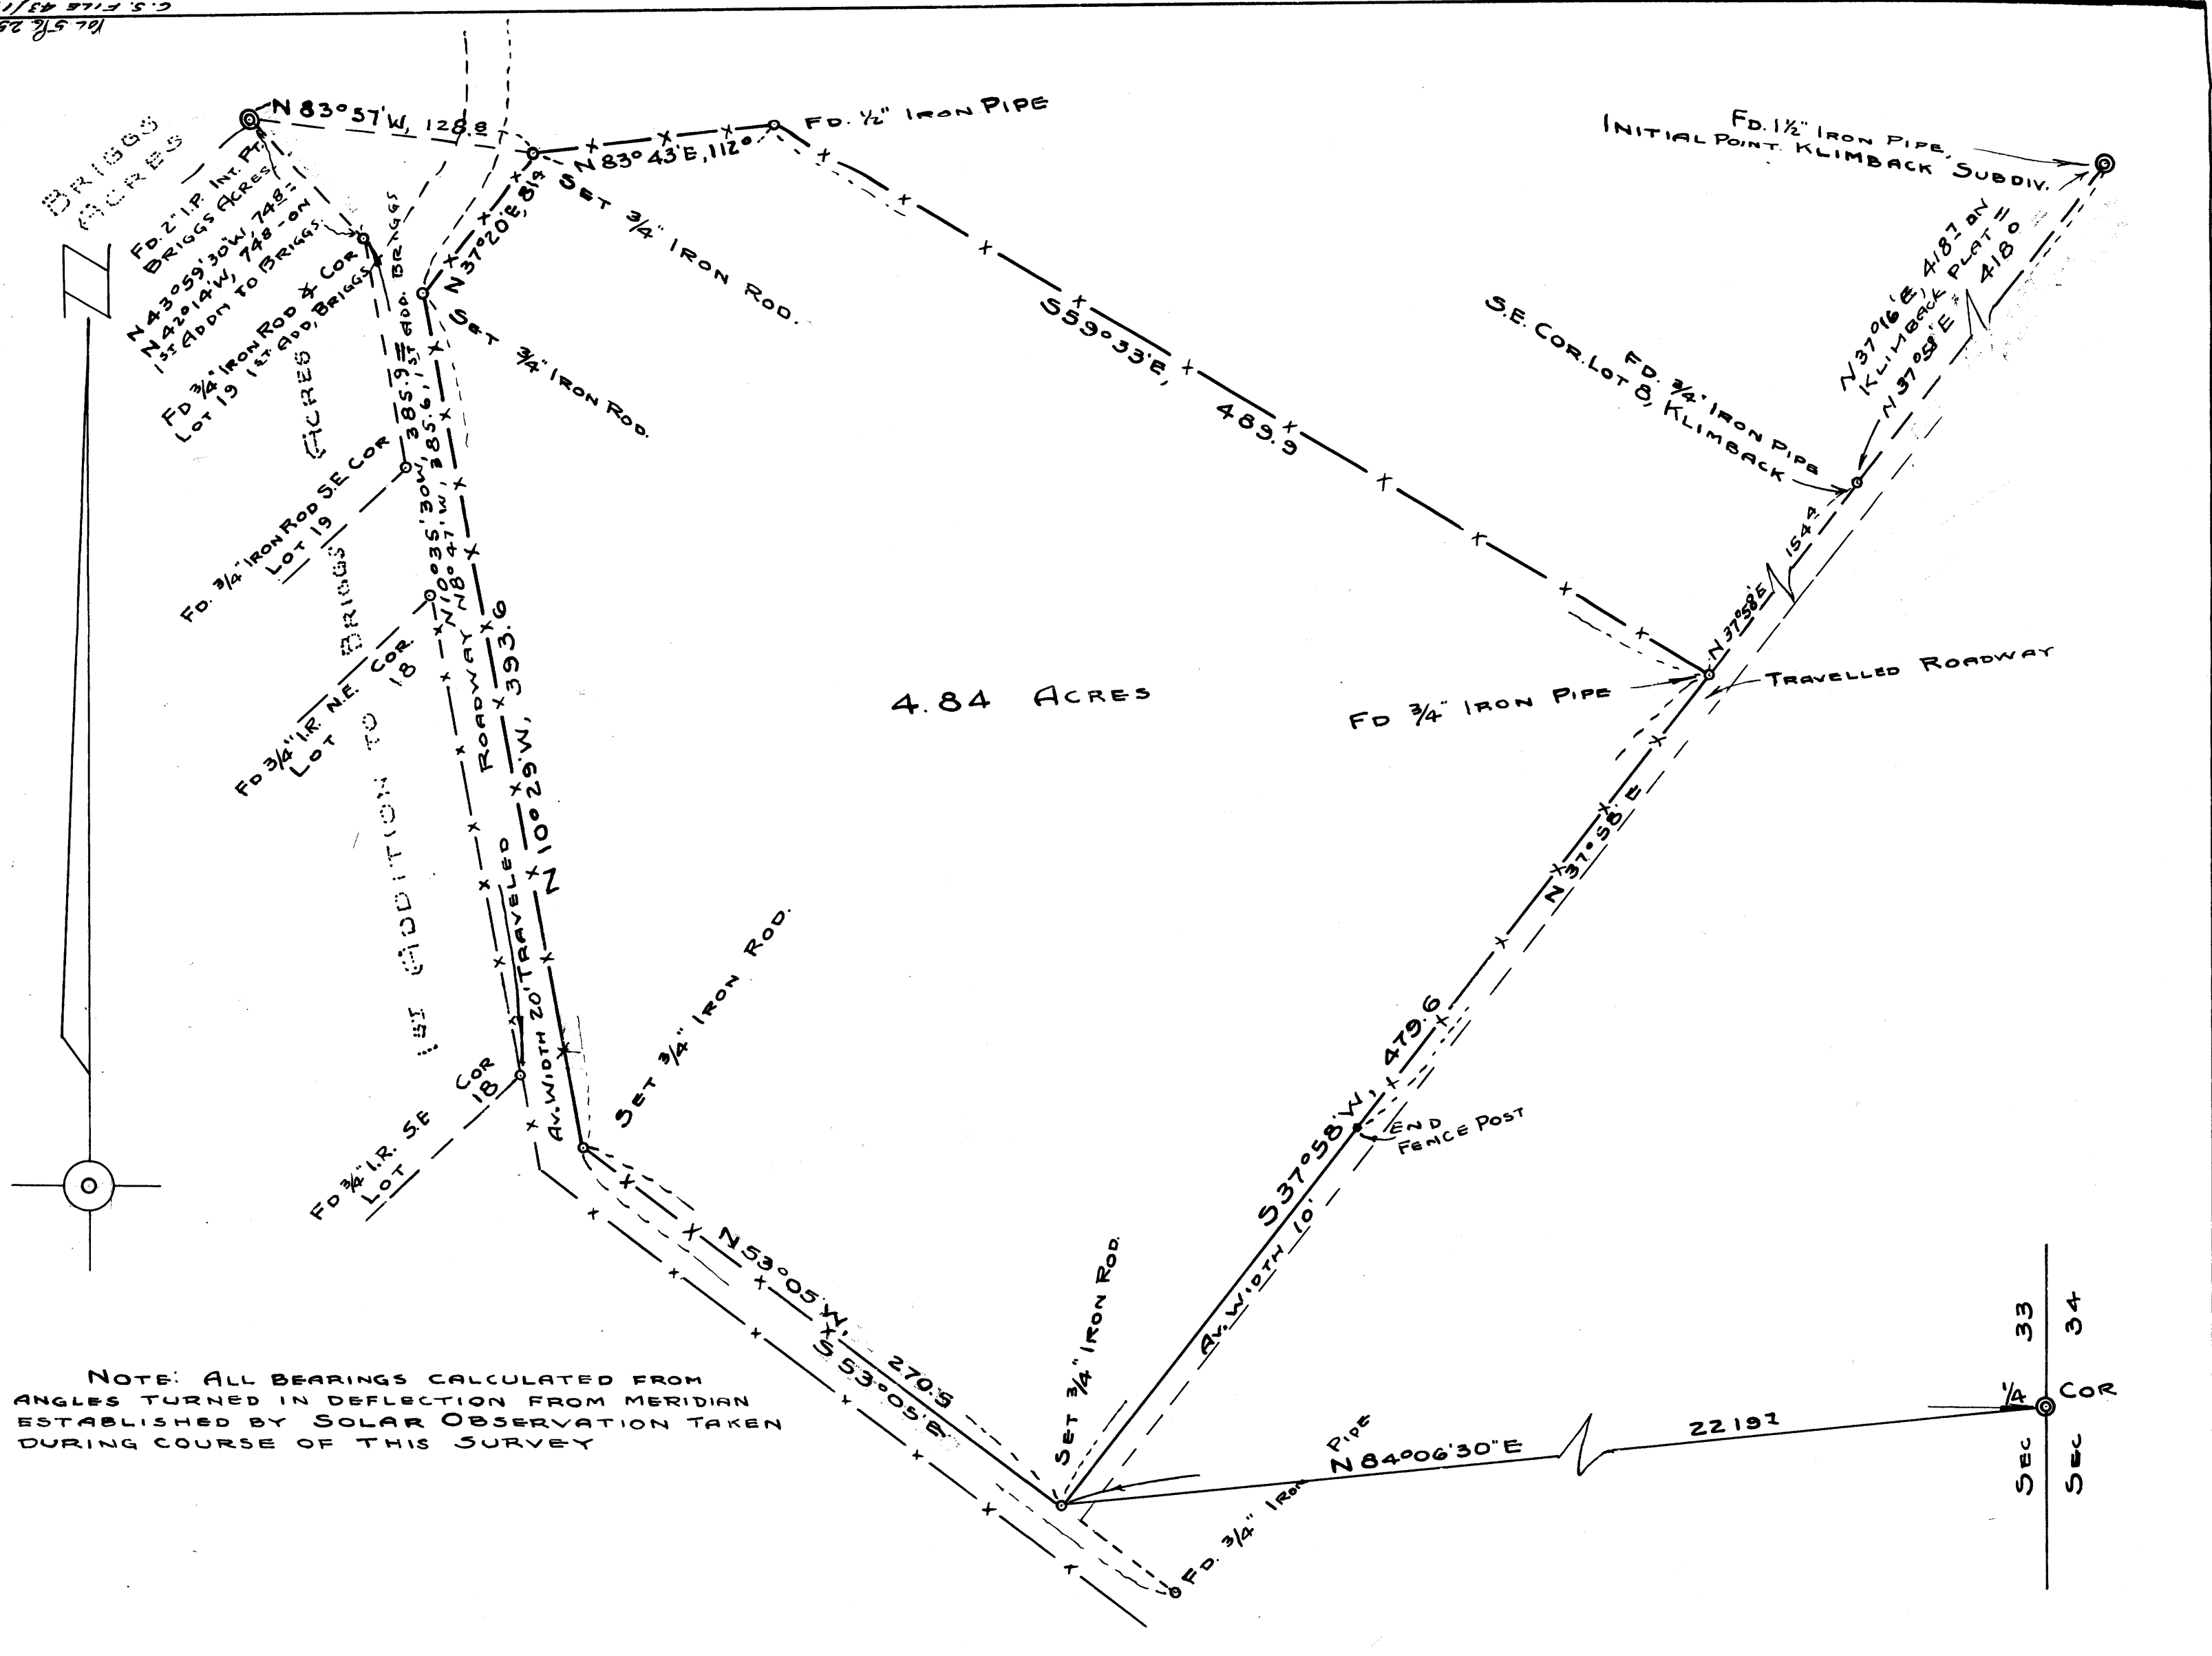 C.S. FILE 43/1
VOL 5 Pg 25
BRIGGS
ACRES
N 83°57'W, 128.8
FD. 2" I.P. INT. PT.
BRIGGS ACRES
N 43°59'30"W, 748=
N 42°14'W, 748 - ON
1ST ADDN TO BRIGGS
FD 3/4" IRON ROD & COR
LOT 19 1ST. ADD, BRIGGS
N 83°43'E, 112°
FD. 1/2" IRON PIPE
N 37°20'E, 81.4
SET 3/4" IRON ROD.
SET 3/4" IRON ROD.
FD. 1 1/2" IRON PIPE,
INITIAL POINT. KLIMBACK SUBDIV.
N 37°16'E, 418.7 ON
KLIMBACK PLAT =
N 37°58'E 418.0 =
FD. 3/4" IRON PIPE
S.E. COR. LOT 8, KLIMBACK
S 59°33'E, 489.9
N 37°58'E 154.4
FD 3/4" IRON PIPE
TRAVELLED ROADWAY
4.84 ACRES
FD. 3/4" IRON ROD S.E. COR
LOT 19
FD 3/4" I.R. N.E. COR.
LOT 18
1ST ADDITION TO BRIGGS ACRES
N 10°35'30W, 385.9 =
N 8°47'W, 385.6, 1ST ADD. BRIGGS
AV. WIDTH 20' TRAVELED ROADWAY
N 10°29'W, 393.6
FD 3/4" I.R. S.E COR
LOT 18
SET 3/4" IRON ROD.
N 37°58' E
S 37°58'W, 479.6
END
FENCE POST
AV. WIDTH 10'
N 53°05'W, 270.5
S 53°05'E
SET 3/4" IRON ROD.
FD. 3/4" IRON PIPE
N 84°06'30"E 2219.2
1/4 COR
SEC 33
SEC 34
NOTE: ALL BEARINGS CALCULATED FROM
ANGLES TURNED IN DEFLECTION FROM MERIDIAN
ESTABLISHED BY SOLAR OBSERVATION TAKEN
DURING COURSE OF THIS SURVEY